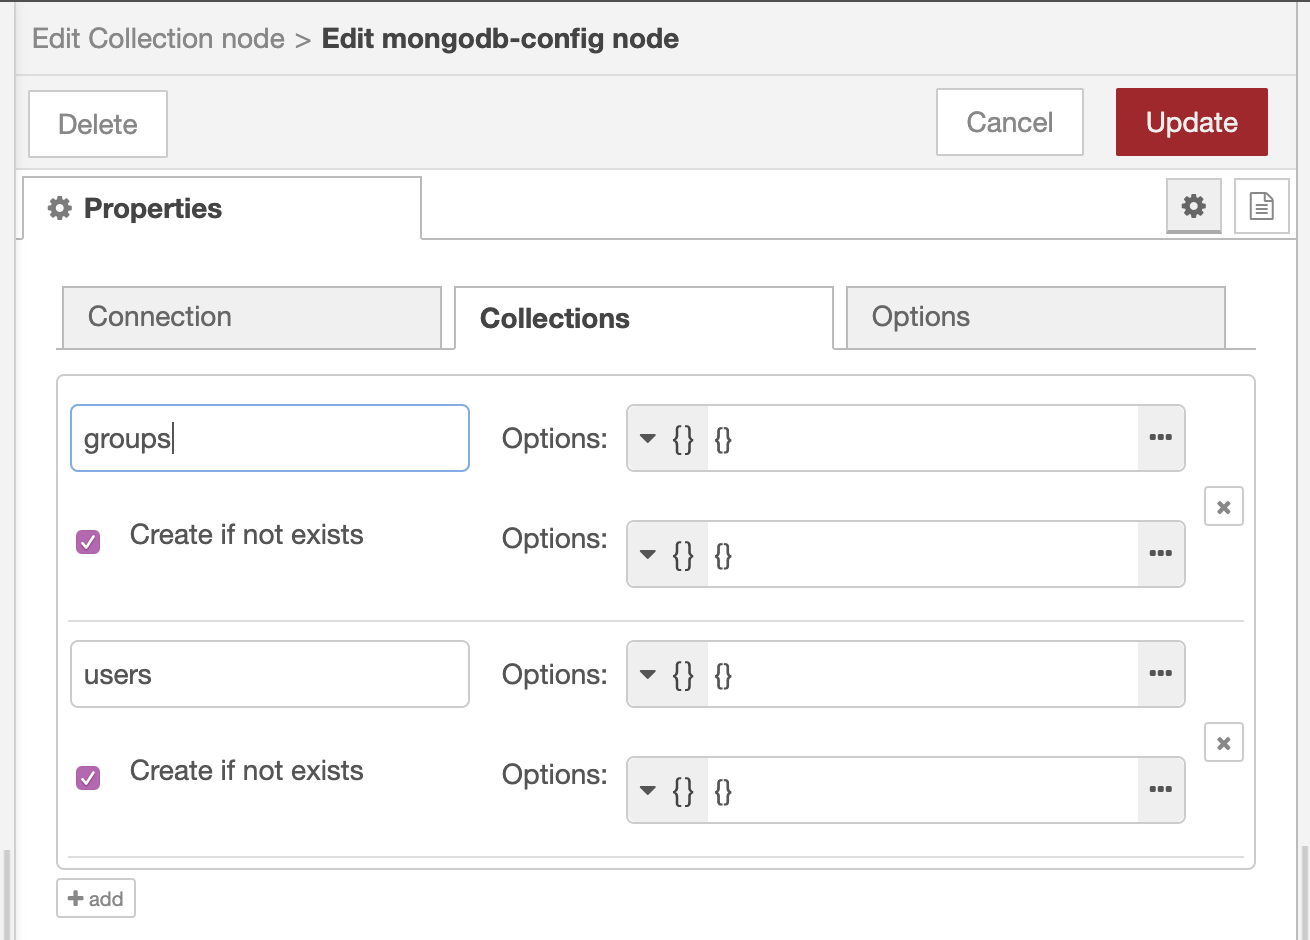 Edit Collection node > Edit mongodb-config node
Delete
Cancel
Update
Properties
Connection
Collections
Options
groups
Options:
{}
{}
Create if not exists
Options:
{}
{}
users
Options:
{}
{}
Create if not exists
Options:
{}
{}
add